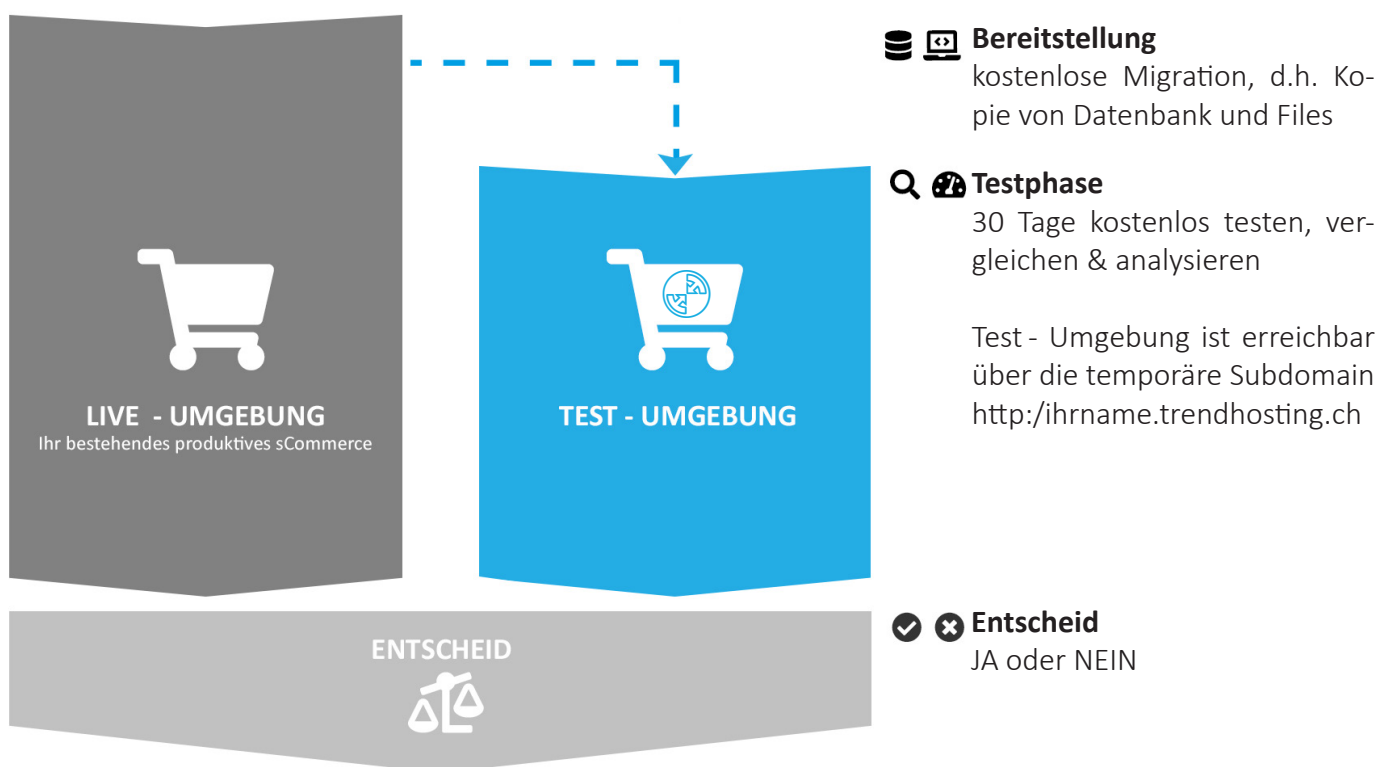 Bereitstellung
kostenlose Migration, d.h. Ko-
pie von Datenbank und Files
Testphase
30 Tage kostenlos testen, ver-
gleichen & analysieren
Test - Umgebung ist erreichbar
über die temporäre Subdomain
http:/ihrname.trendhosting.ch
LIVE - UMGEBUNG
Ihr bestehendes produktives sCommerce
TEST - UMGEBUNG
ENTSCHEID
Entscheid
JA oder NEIN